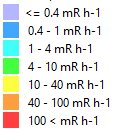 <= 0.4 mR h-1
0.4 - 1 mR h-1
1 - 4 mR h-1
4 - 10 mR h-1
10 - 40 mR h-1
40 - 100 mR h-1
100 < mR h-1